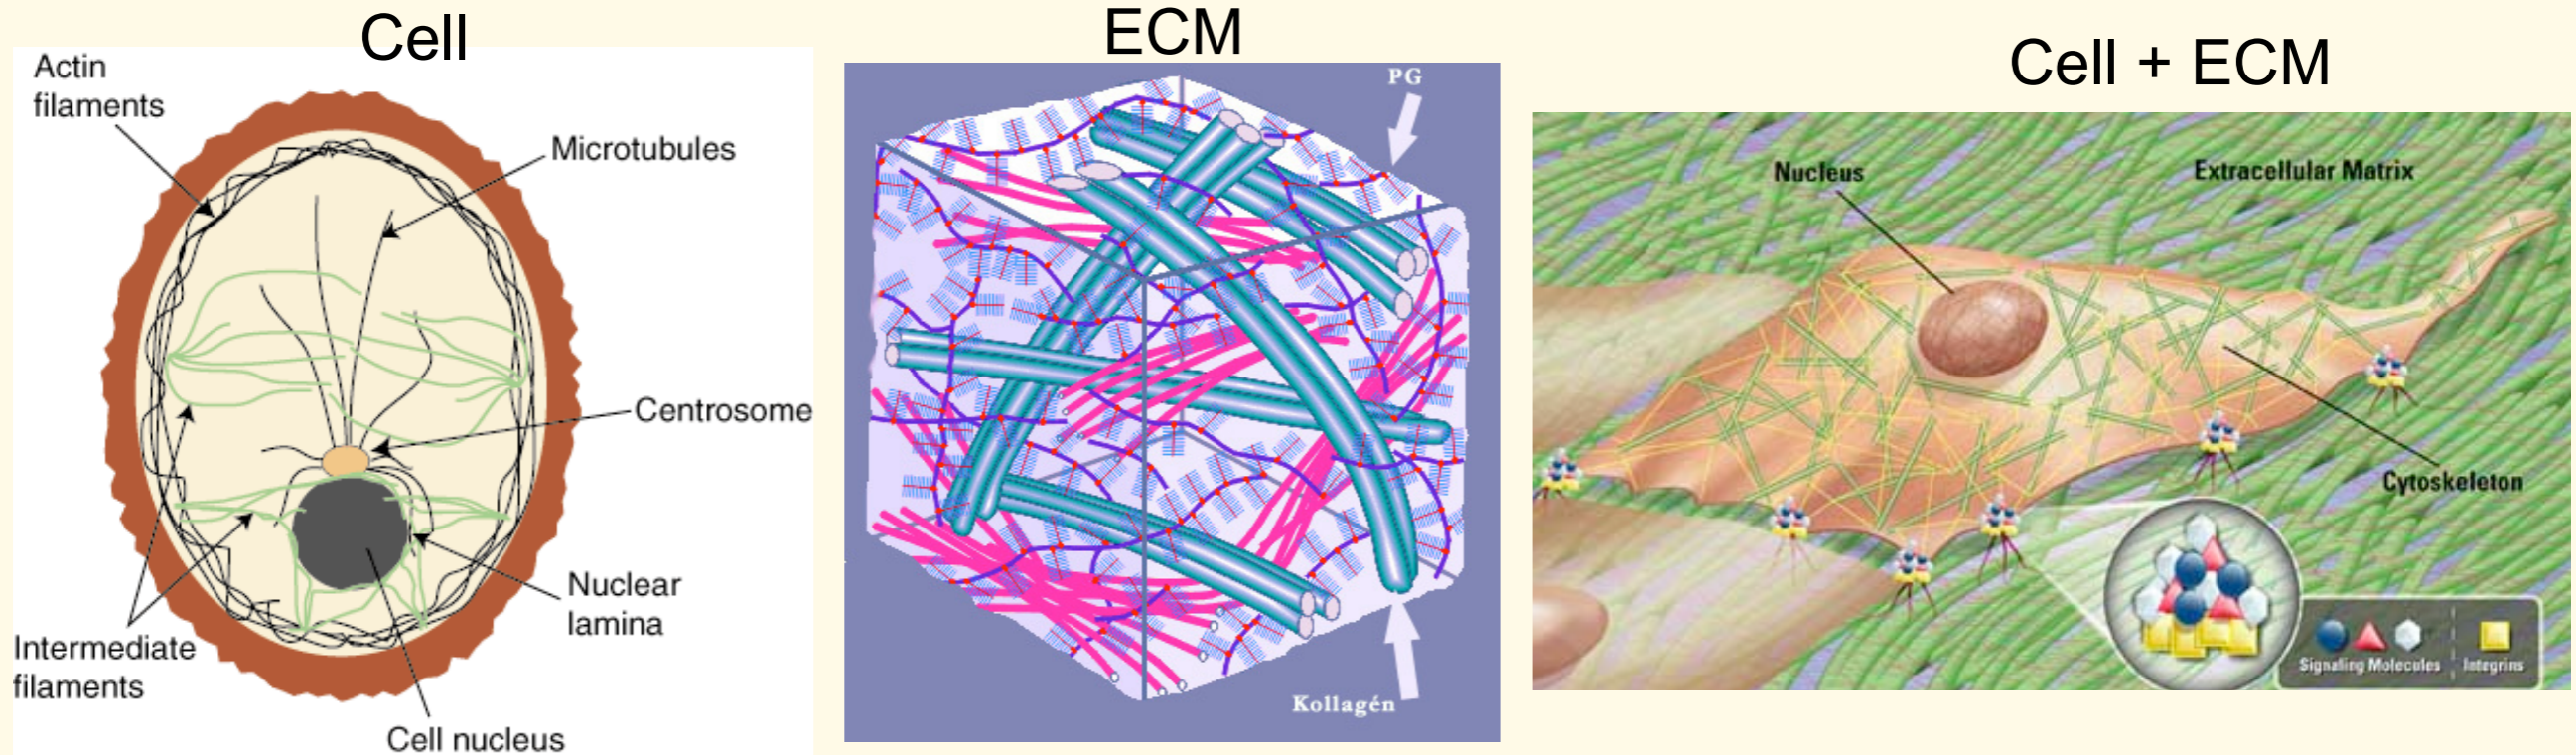 Cell
Actin
filaments
Microtubules
Centrosome
Nuclear
lamina
Intermediate
filaments
Cell nucleus
ECM
PG
Kollagén
Cell + ECM
Nucleus
Extracellular Matrix
Cytoskeleton
Signaling Molecules
Integrins